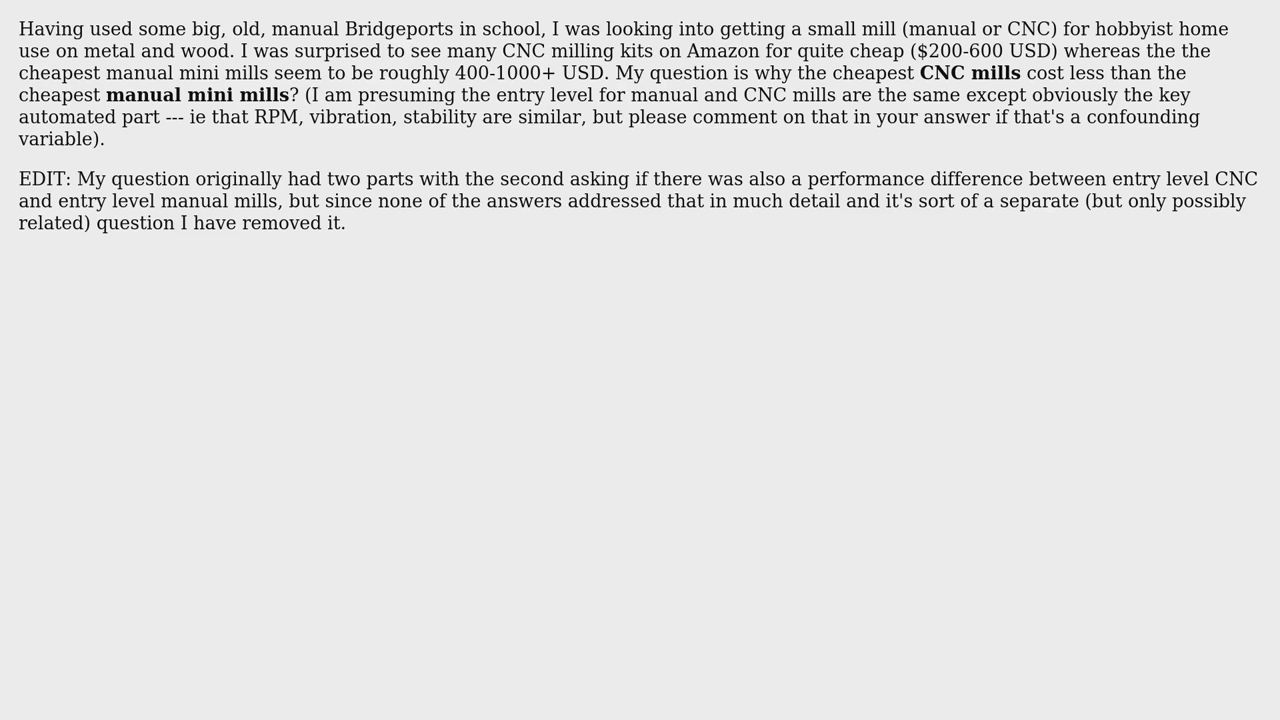 Having used some big, old, manual Bridgeports in school, I was looking into getting a small mill (manual or CNC) for hobbyist home
use on metal and wood. I was surprised to see many CNC milling kits on Amazon for quite cheap ($200-600 USD) whereas the the
cheapest manual mini mills seem to be roughly 400-1000+ USD. My question is why the cheapest CNC mills cost less than the
cheapest manual mini mills? (I am presuming the entry level for manual and CNC mills are the same except obviously the key
automated part --- ie that RPM, vibration, stability are similar, but please comment on that in your answer if that's a confounding
variable).
EDIT: My question originally had two parts with the second asking if there was also a performance difference between entry level CNC
and entry level manual mills, but since none of the answers addressed that in much detail and it's sort of a separate (but only possibly
related) question I have removed it.